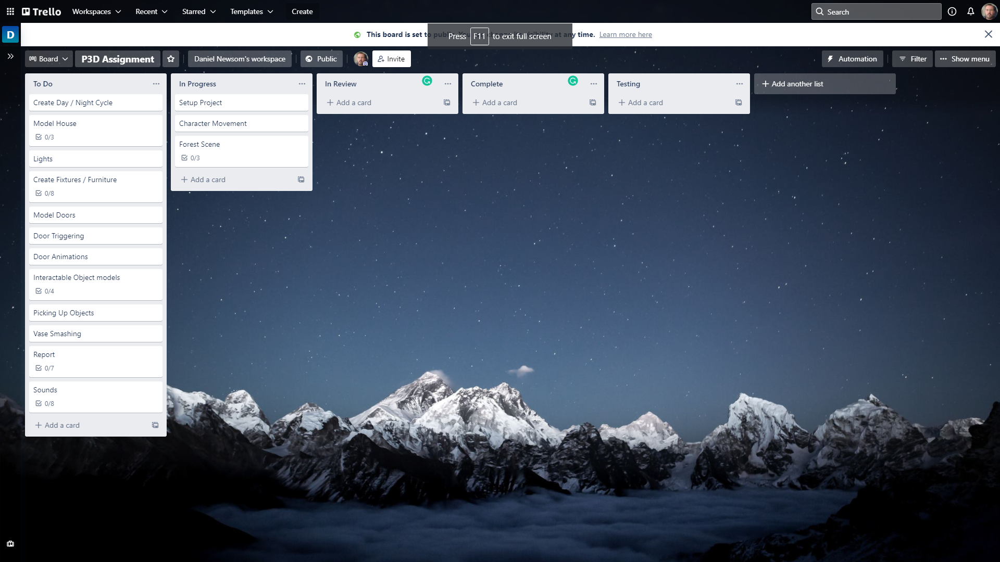 Trello
Workspaces
Recent
Starred
Templates
Create
Search
D
This board is set to public. You
Press F11 to exit full screen
at any time. Learn more here
Board
P3D Assignment
Daniel Newsom's workspace
Public
Invite
Automation
Filter
Show menu
To Do
Create Day / Night Cycle
Model House
0/3
Lights
Create Fixtures / Furniture
0/8
Model Doors
Door Triggering
Door Animations
Interactable Object models
0/4
Picking Up Objects
Vase Smashing
Report
0/7
Sounds
0/8
Add a card
In Progress
Setup Project
Character Movement
Forest Scene
0/3
Add a card
In Review
Add a card
Complete
Add a card
Testing
Add a card
Add another list